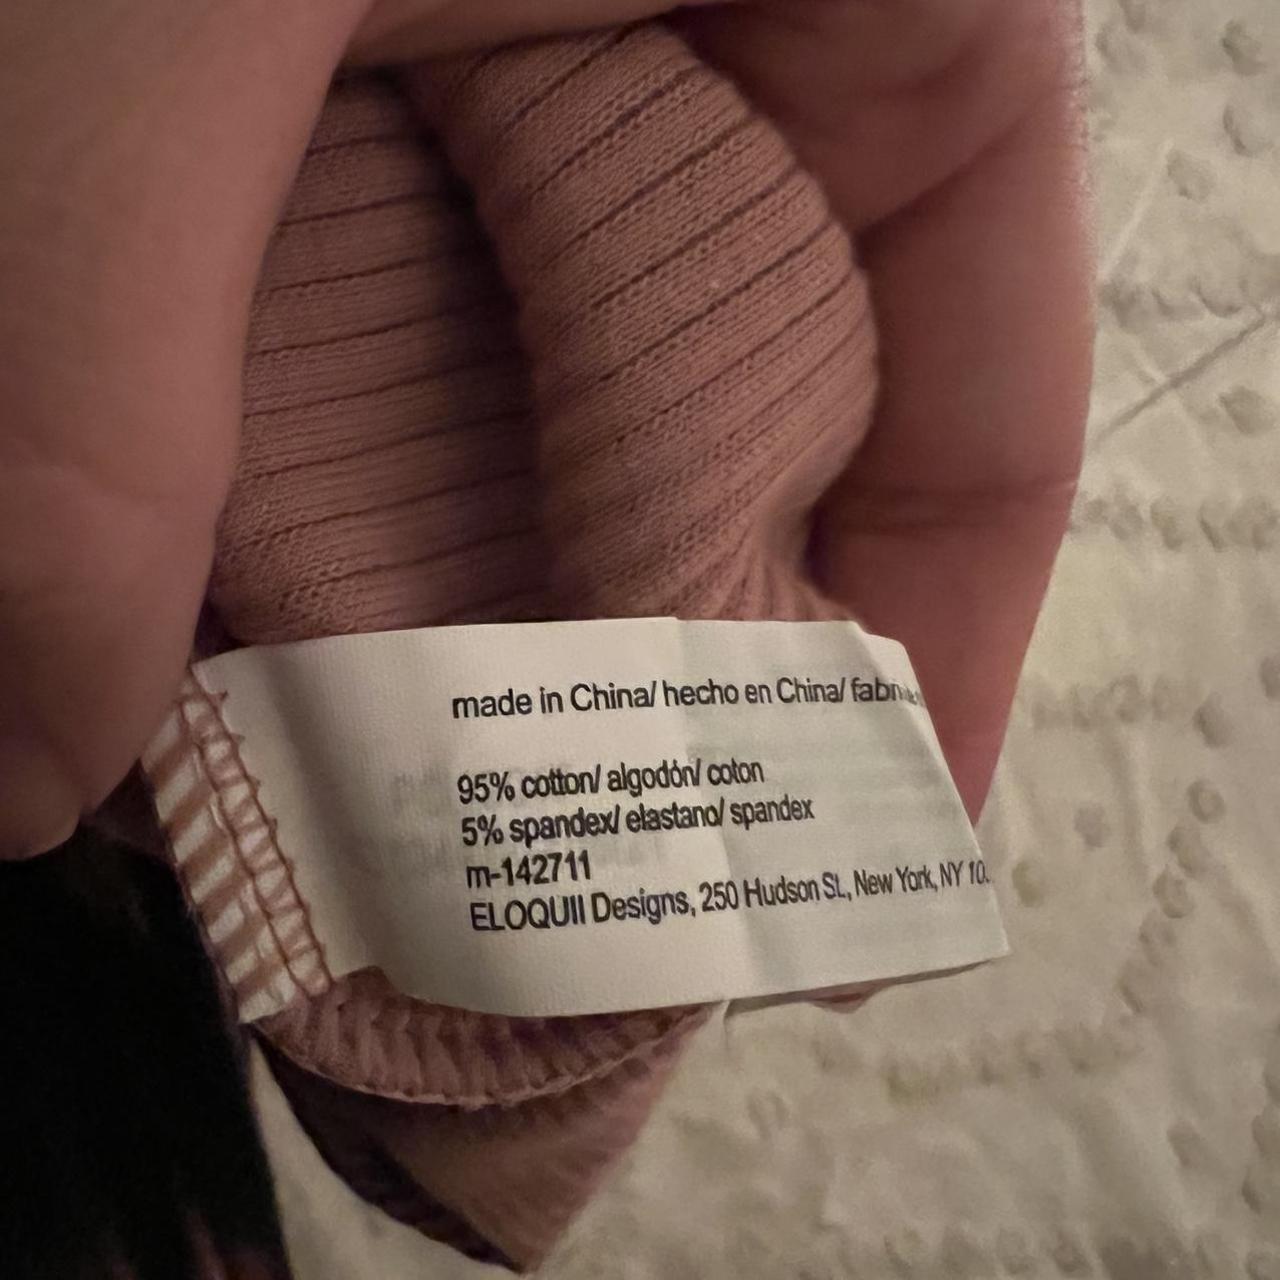 made in China/ hecho en China/
95% cotton/ algodón/ coton
5% spandex/ elastano/ spandex
m-142711
ELOQUII Designs, 250 Hudson St., New York, NY